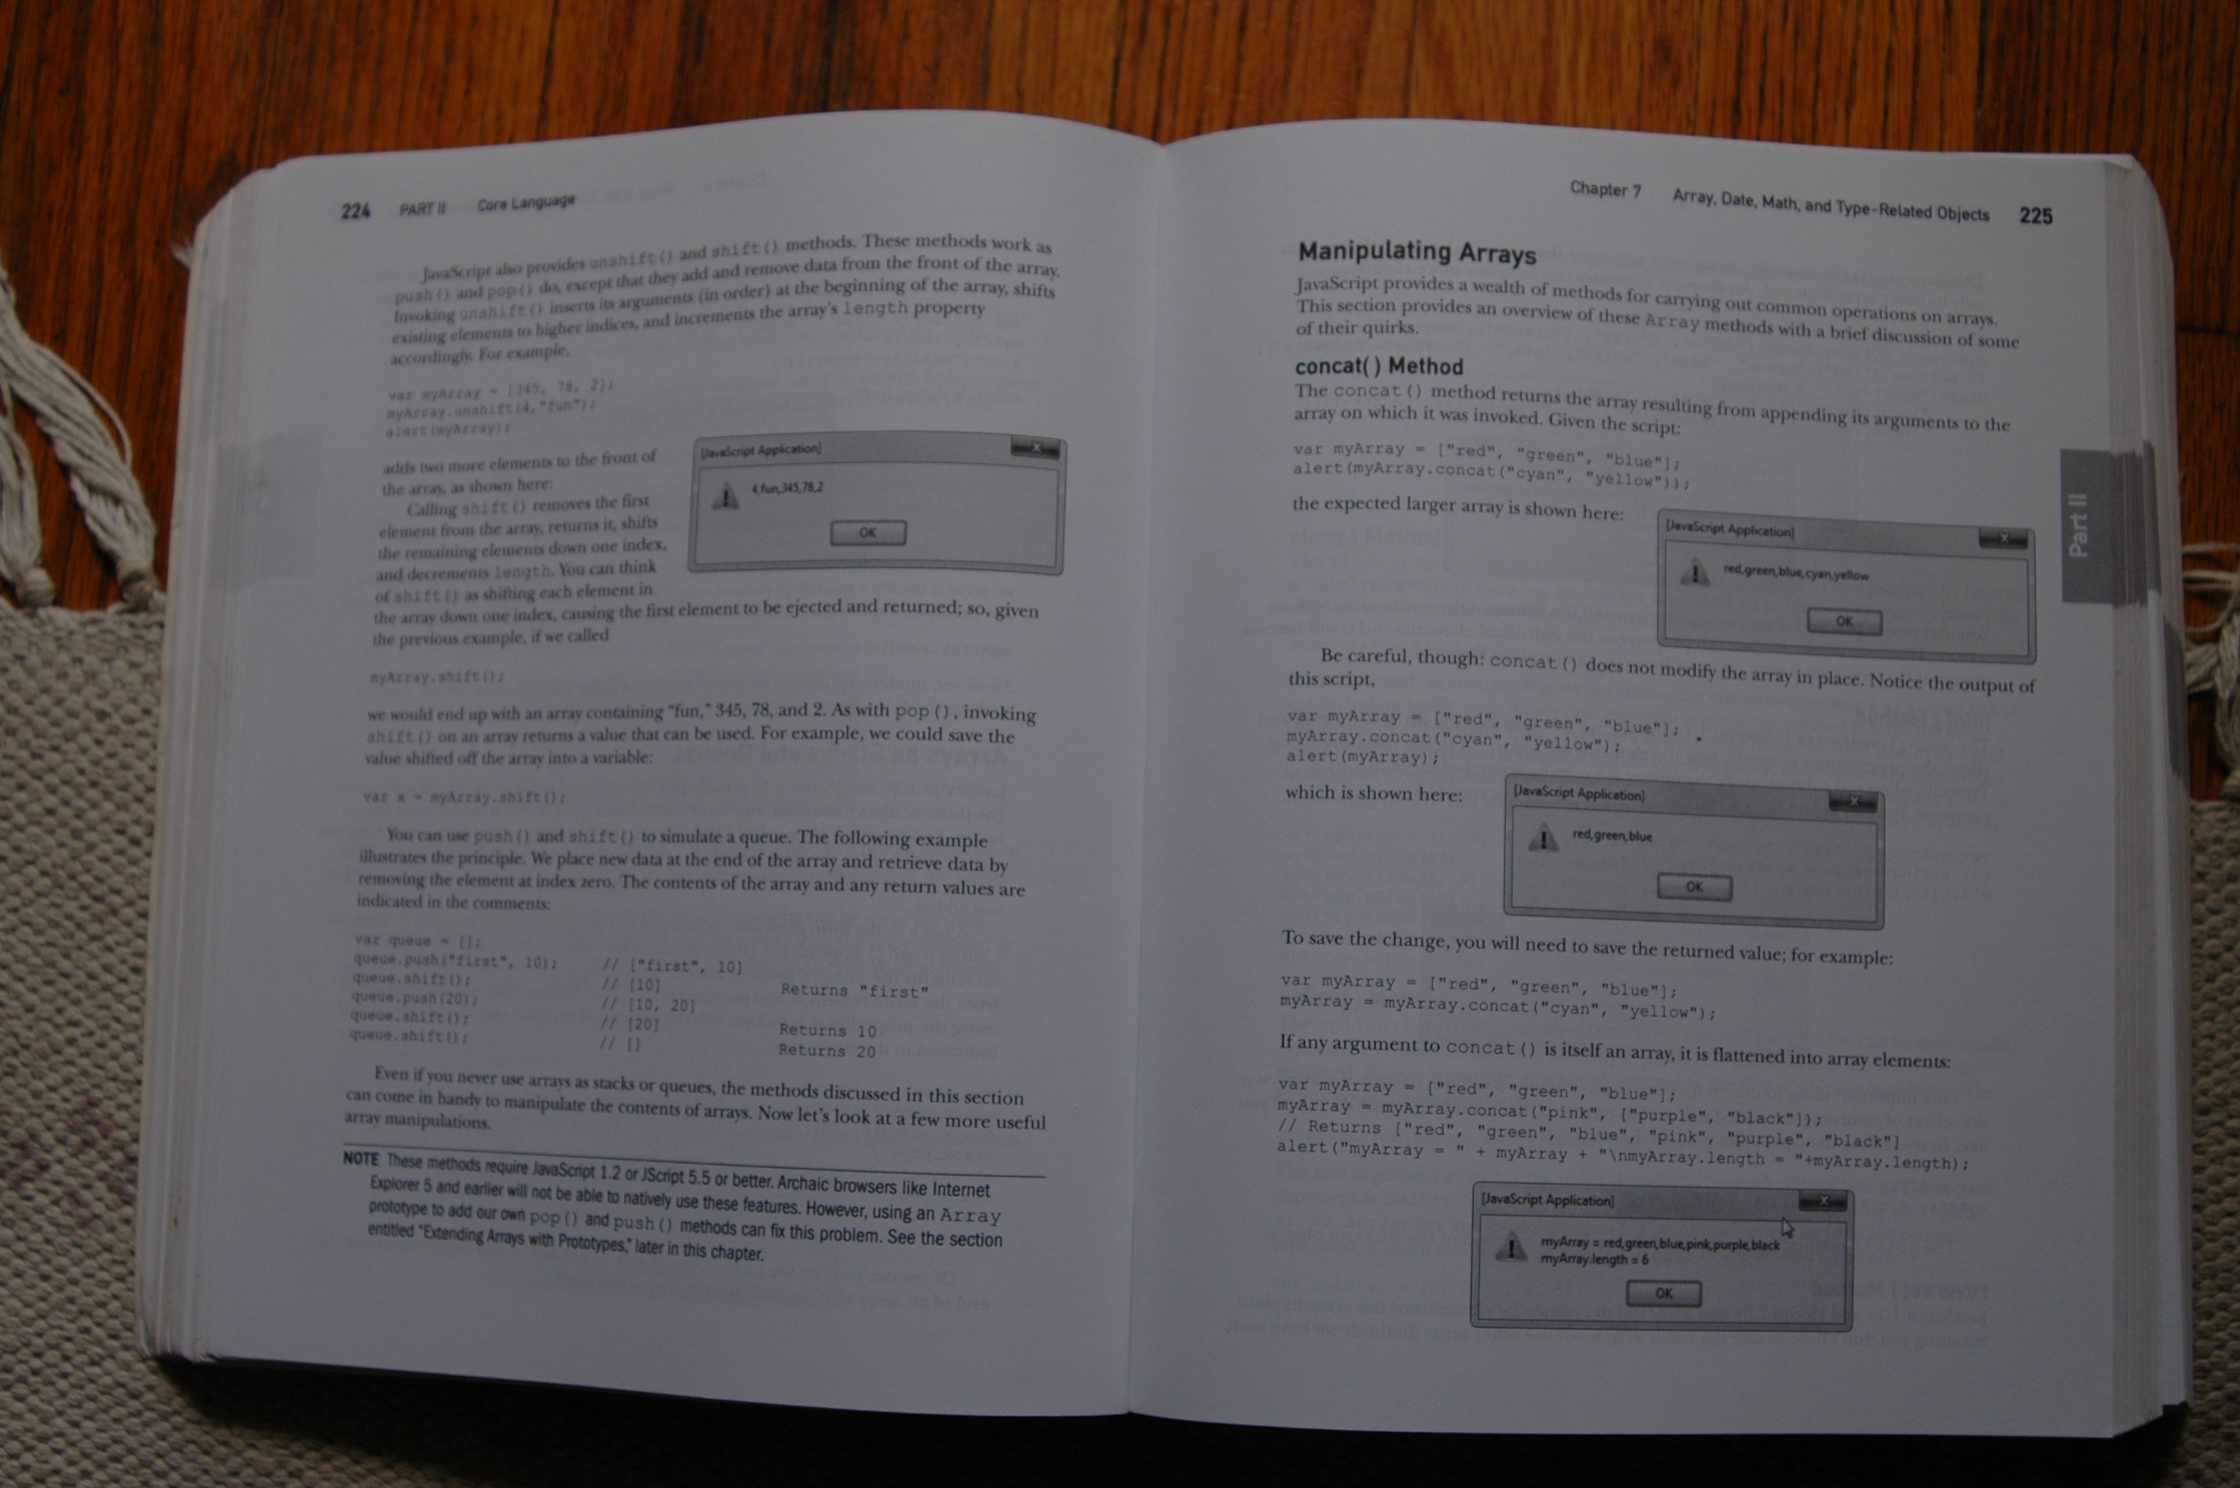 224 PART II Core Language
JavaScript also provides unshift() and shift() methods. These methods work as
push() and pop() do, except that they add and remove data from the front of the array.
Invoking unshift() inserts its arguments (in order) at the beginning of the array, shifts
existing elements to higher indices, and increments the array's length property
accordingly. For example,
var myArray = [345, 78, 2];
myArray.unshift(4,"fun");
alert(myArray);
adds two more elements to the front of
the array, as shown here:
[JavaScript Application]
X
4,fun,345,78,2
OK
Calling shift() removes the first
element from the array, returns it, shifts
the remaining elements down one index,
and decrements length. You can think
of shift() as shifting each element in
the array down one index, causing the first element to be ejected and returned; so, given
the previous example, if we called
myArray.shift();
we would end up with an array containing "fun," 345, 78, and 2. As with pop(), invoking
shift() on an array returns a value that can be used. For example, we could save the
value shifted off the array into a variable:
var x = myArray.shift();
You can use push() and shift() to simulate a queue. The following example
illustrates the principle. We place new data at the end of the array and retrieve data by
removing the element at index zero. The contents of the array and any return values are
indicated in the comments:
var queue = [];
queue.push("first", 10); // ["first", 10]
queue.shift(); // [10] Returns "first"
queue.push(20); // [10, 20]
queue.shift(); // [20] Returns 10
queue.shift(); // [] Returns 20
Even if you never use arrays as stacks or queues, the methods discussed in this section
can come in handy to manipulate the contents of arrays. Now let's look at a few more useful
array manipulations.
NOTE These methods require JavaScript 1.2 or JScript 5.5 or better. Archaic browsers like Internet
Explorer 5 and earlier will not be able to natively use these features. However, using an Array
prototype to add our own pop() and push() methods can fix this problem. See the section
entitled "Extending Arrays with Prototypes," later in this chapter.
Chapter 7 Array, Date, Math, and Type-Related Objects 225
Part II
Manipulating Arrays
JavaScript provides a wealth of methods for carrying out common operations on arrays.
This section provides an overview of these Array methods with a brief discussion of some
of their quirks.
concat( ) Method
The concat() method returns the array resulting from appending its arguments to the
array on which it was invoked. Given the script:
var myArray = ["red", "green", "blue"];
alert(myArray.concat("cyan", "yellow"));
the expected larger array is shown here:
[JavaScript Application]
X
red,green,blue,cyan,yellow
OK
Be careful, though: concat() does not modify the array in place. Notice the output of
this script,
var myArray = ["red", "green", "blue"];
myArray.concat("cyan", "yellow");
alert(myArray);
which is shown here:
[JavaScript Application]
X
red,green,blue
OK
To save the change, you will need to save the returned value; for example:
var myArray = ["red", "green", "blue"];
myArray = myArray.concat("cyan", "yellow");
If any argument to concat() is itself an array, it is flattened into array elements:
var myArray = ["red", "green", "blue"];
myArray = myArray.concat("pink", ["purple", "black"]);
// Returns ["red", "green", "blue", "pink", "purple", "black"]
alert("myArray = " + myArray + "\nmyArray.length = "+myArray.length);
[JavaScript Application]
X
myArray = red,green,blue,pink,purple,black
myArray.length = 6
OK